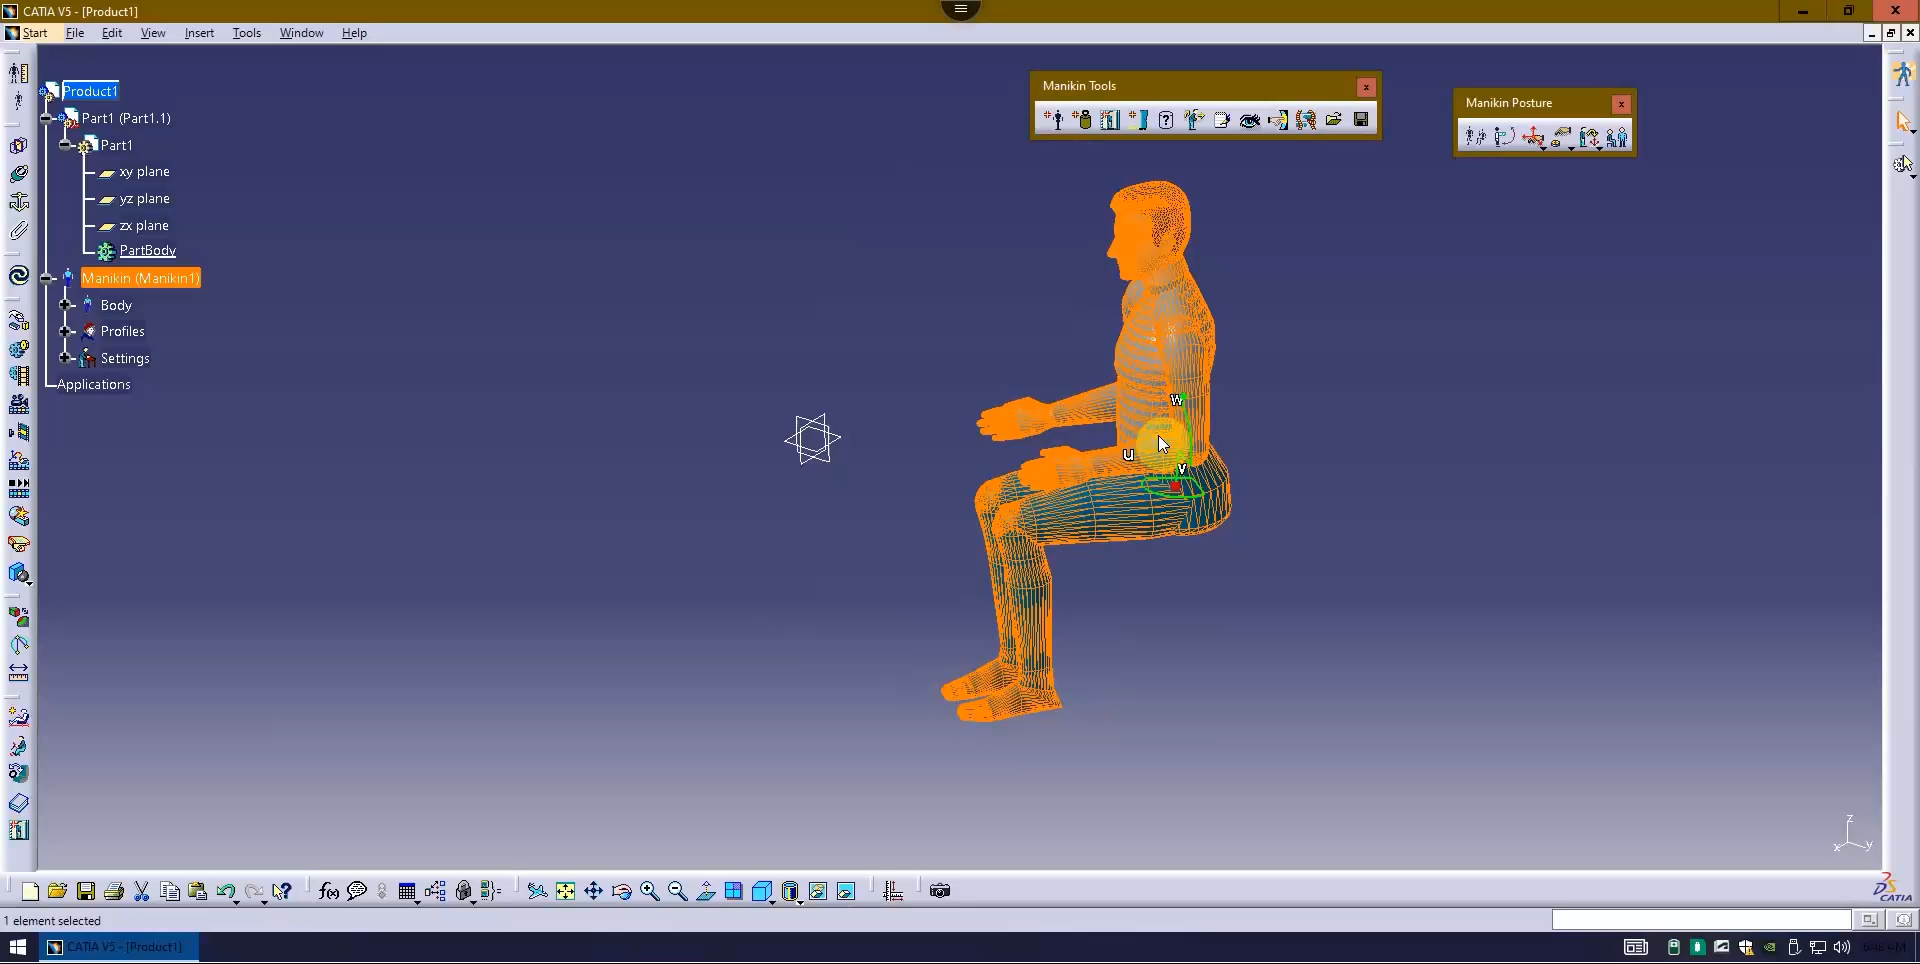 CATIA V5 - [Product1]
Start File Edit View Insert Tools Window Help
Manikin Tools
Manikin Posture
Product1
Part1 (Part1.1)
Part1
xy plane
yz plane
zx plane
PartBody
Manikin (Manikin1)
Body
Profiles
Settings
Applications
w
u
v
z
x
y
f(x)
CATIA
1 element selected
CATIA V5 - [Product1]